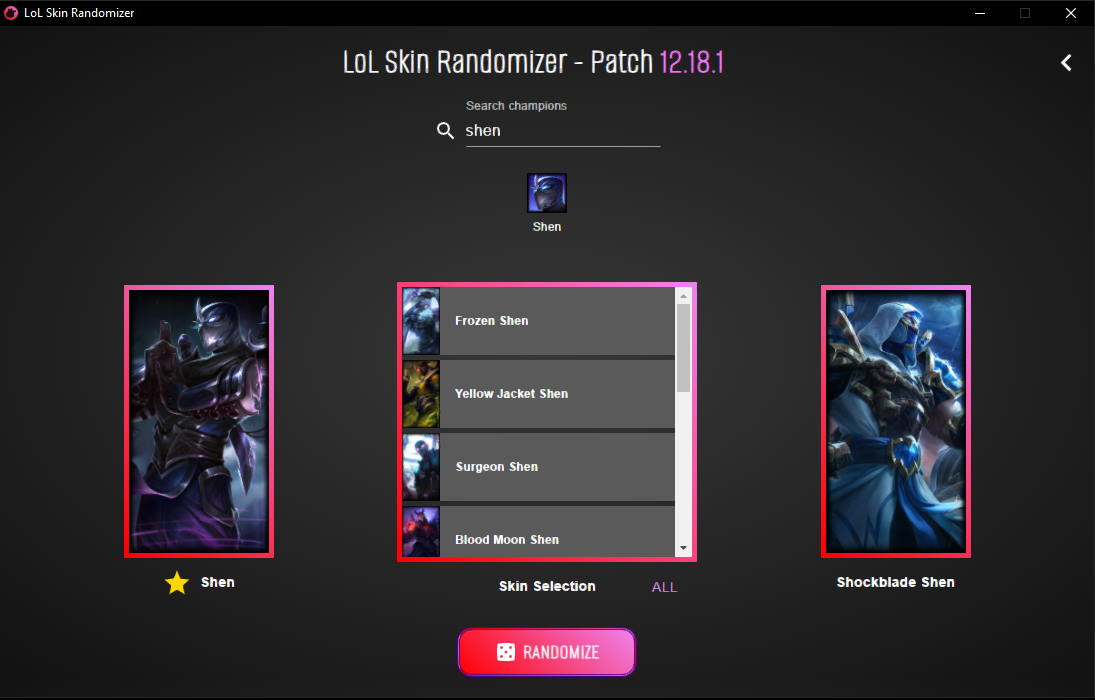 LoL Skin Randomizer
LoL Skin Randomizer - Patch 12.18.1
Search champions
shen
Shen
Frozen Shen
Yellow Jacket Shen
Surgeon Shen
Blood Moon Shen
Shen
Skin Selection
ALL
Shockblade Shen
RANDOMIZE